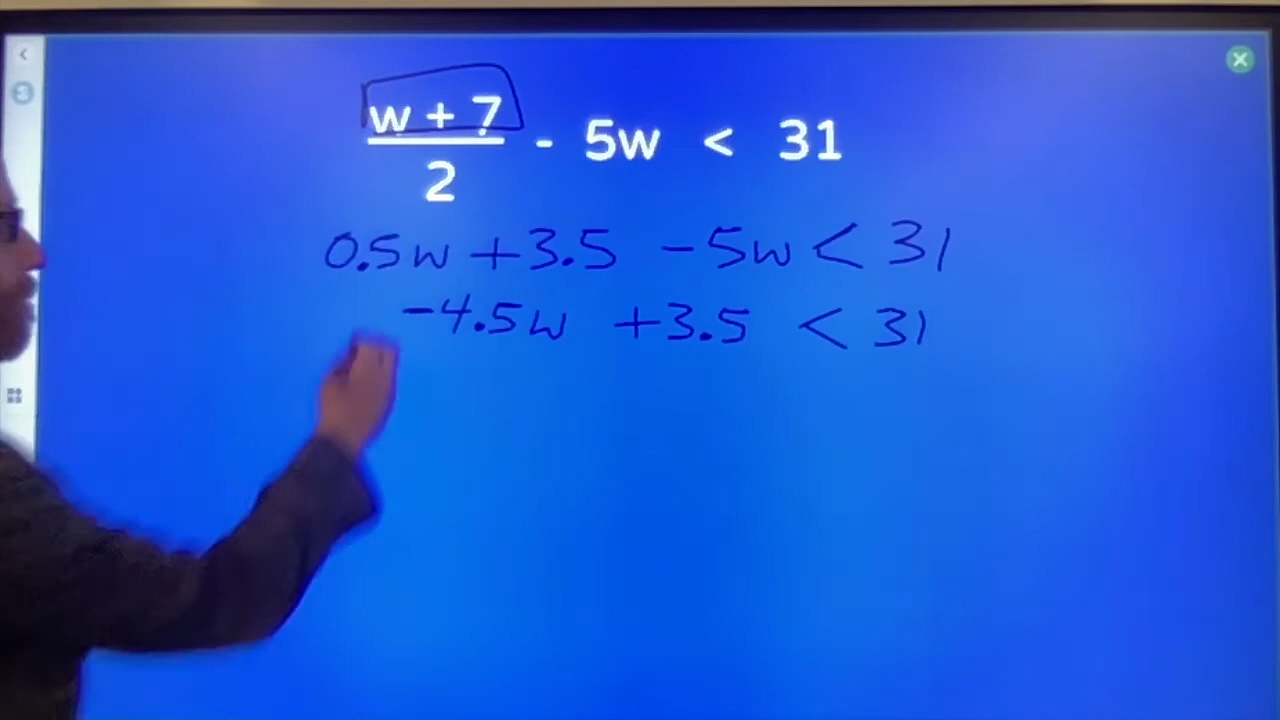 w + 7
2
- 5w < 31
0.5w +3.5 -5w < 31
-4.5w +3.5 < 31